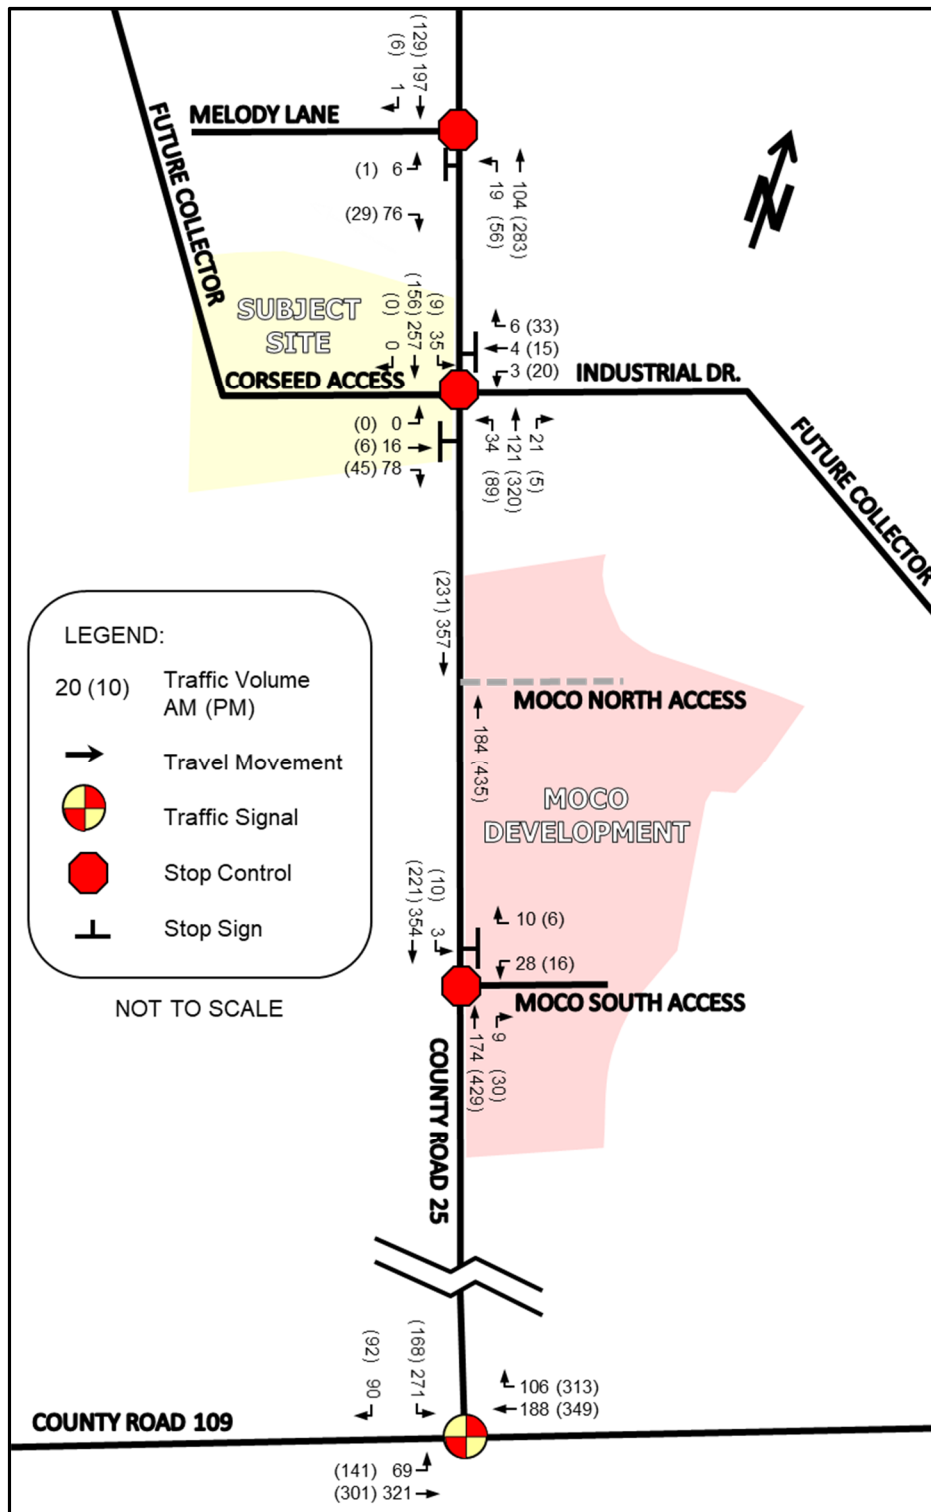 (6) 1
(129) 197
MELODY LANE
(1) 6
(29) 76
19 (56)
104 (283)
N
FUTURE COLLECTOR
SUBJECT
SITE
(0) 0
(156) 257
(9) 35
6 (33)
4 (15)
3 (20)
CORSEED ACCESS
INDUSTRIAL DR.
(0) 0
(6) 16
(45) 78
34 (89)
121 (320)
21 (5)
FUTURE COLLECTOR
(231) 357
LEGEND:
20 (10)
Traffic Volume
AM (PM)
Travel Movement
Traffic Signal
Stop Control
Stop Sign
NOT TO SCALE
MOCO NORTH ACCESS
184 (435)
MOCO
DEVELOPMENT
(221) 354
(10) 3
10 (6)
28 (16)
MOCO SOUTH ACCESS
174 (429)
9 (30)
COUNTY ROAD 25
(92) 90
(168) 271
106 (313)
188 (349)
COUNTY ROAD 109
(141) 69
(301) 321